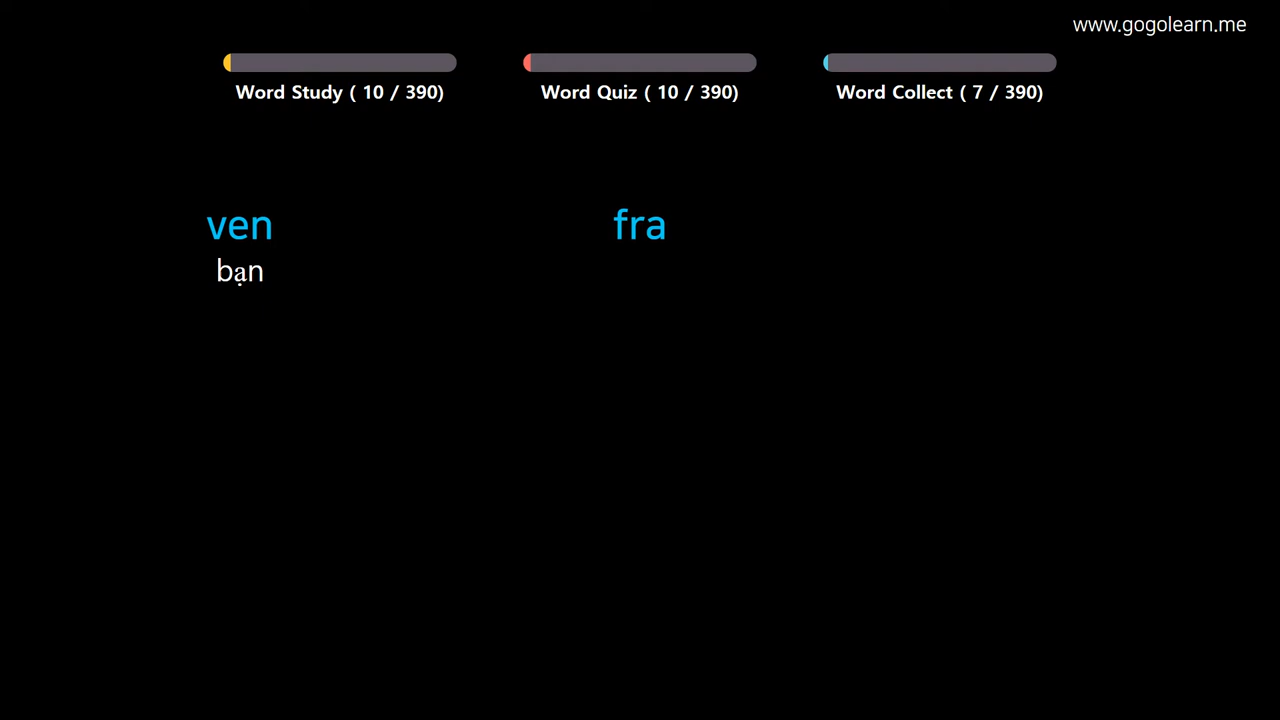 www.gogolearn.me
Word Study ( 10 / 390)
Word Quiz ( 10 / 390)
Word Collect ( 7 / 390)
ven
fra
bạn